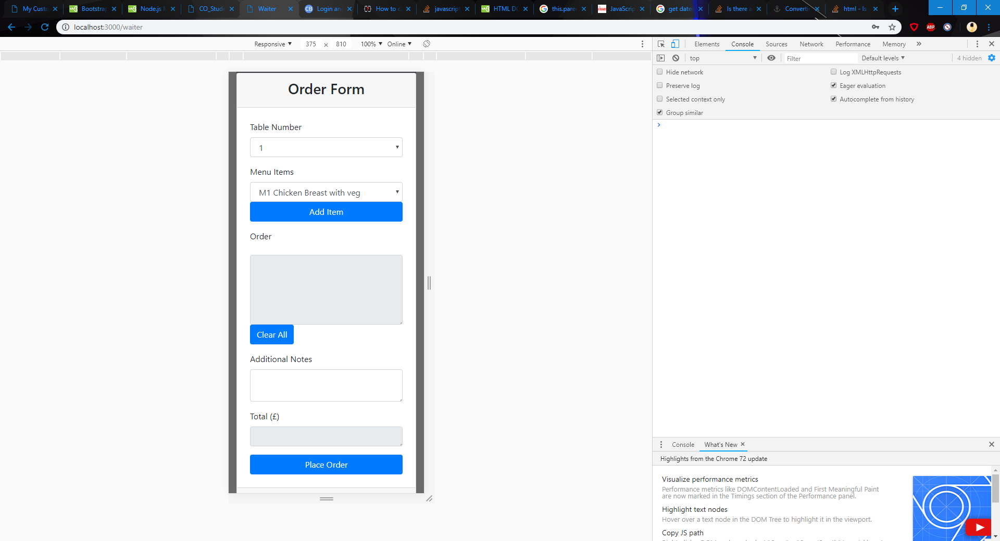 My Custo
Bootstrap
Node.js
CO_Stude
Waiter
Login and
How to c
javascript
HTML DO
this.pare
JavaScrip
get date
Is there a
Converti
html - Is
localhost:3000/waiter
Responsive ▼ 375 x 810 100% ▼ Online ▼
Order Form
Table Number
1
Menu Items
M1 Chicken Breast with veg
Add Item
Order
Clear All
Additional Notes
Total (£)
Place Order
Elements Console Sources Network Performance Memory »
top Filter Default levels ▼ 4 hidden
Hide network Log XMLHttpRequests
Preserve log Eager evaluation
Selected context only Autocomplete from history
Group similar
Console What's New
Highlights from the Chrome 72 update
Visualize performance metrics
Performance metrics like DOMContentLoaded and First Meaningful Paint
are now marked in the Timings section of the Performance panel.
Highlight text nodes
Hover over a text node in the DOM Tree to highlight it in the viewport.
Copy JS path